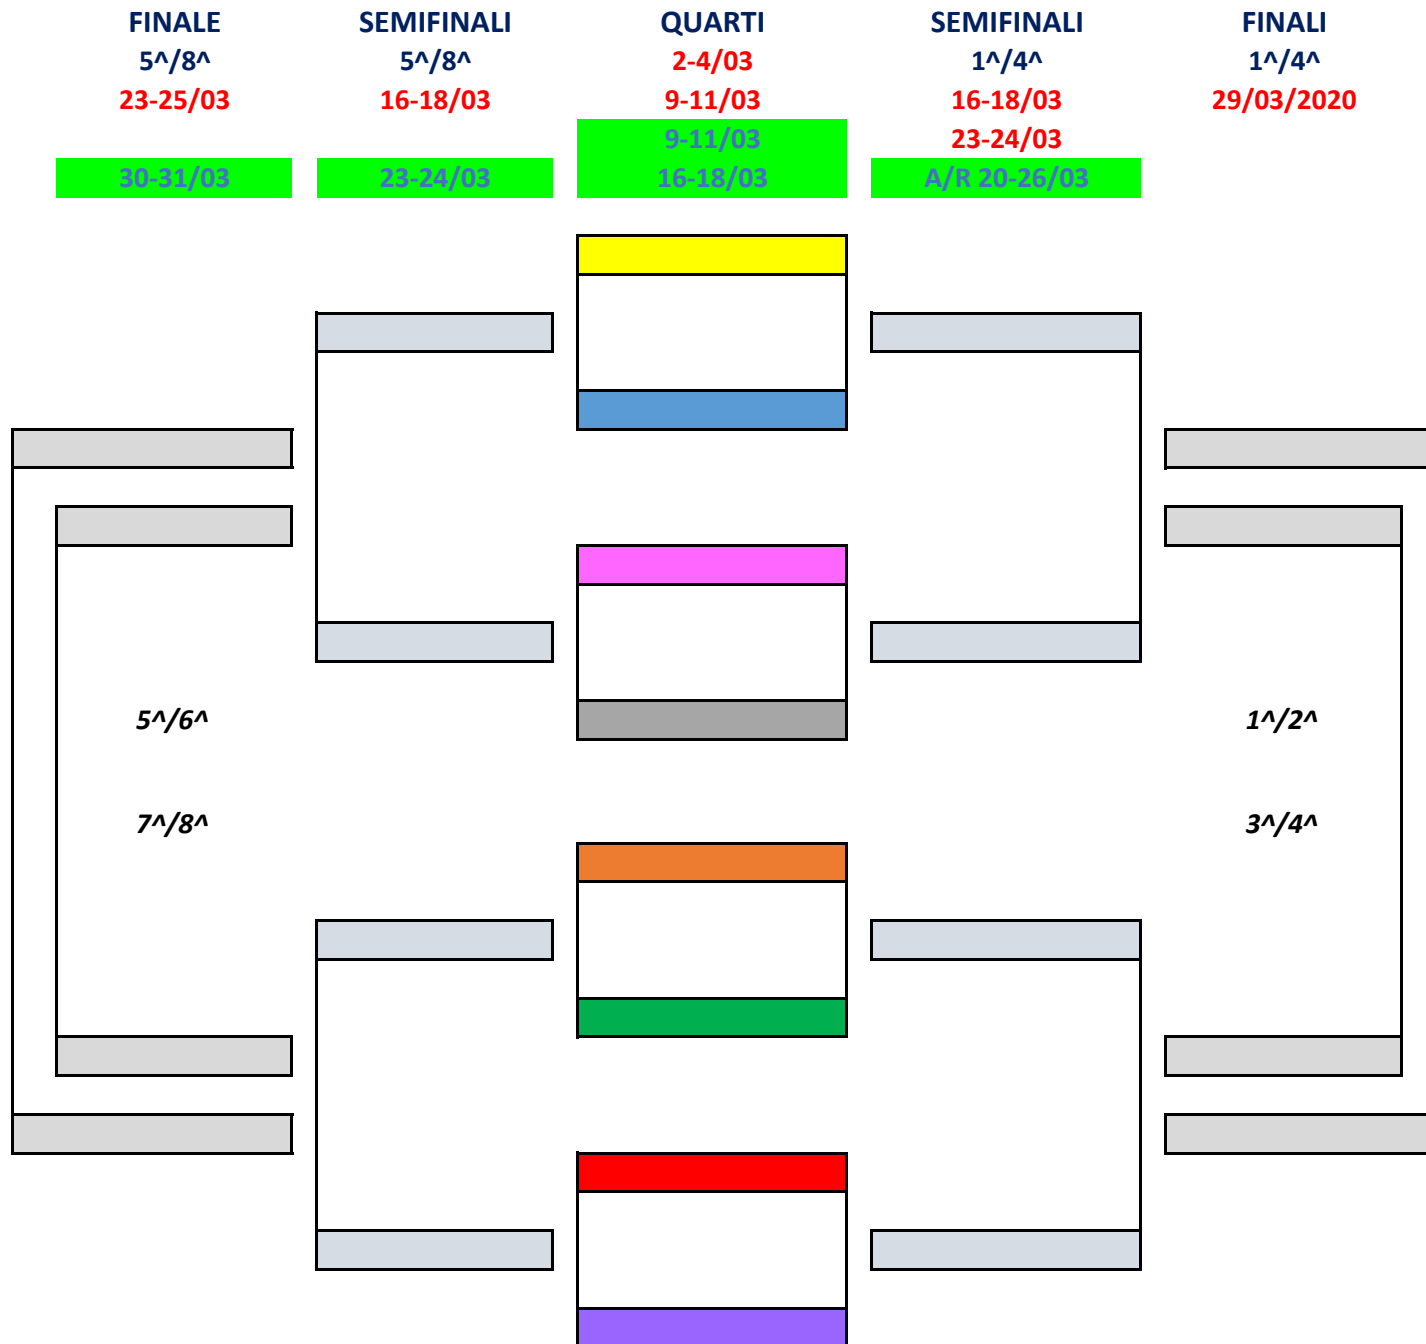 FINALE SEMIFINALI QUARTI SEMIFINALI FINALI
5^/8^ 5^/8^ 2-4/03 1^/4^ 1^/4^
23-25/03 16-18/03 9-11/03 16-18/03 29/03/2020
9-11/03 23-24/03
30-31/03 23-24/03 16-18/03 A/R 20-26/03
5^/6^ 1^/2^
7^/8^ 3^/4^